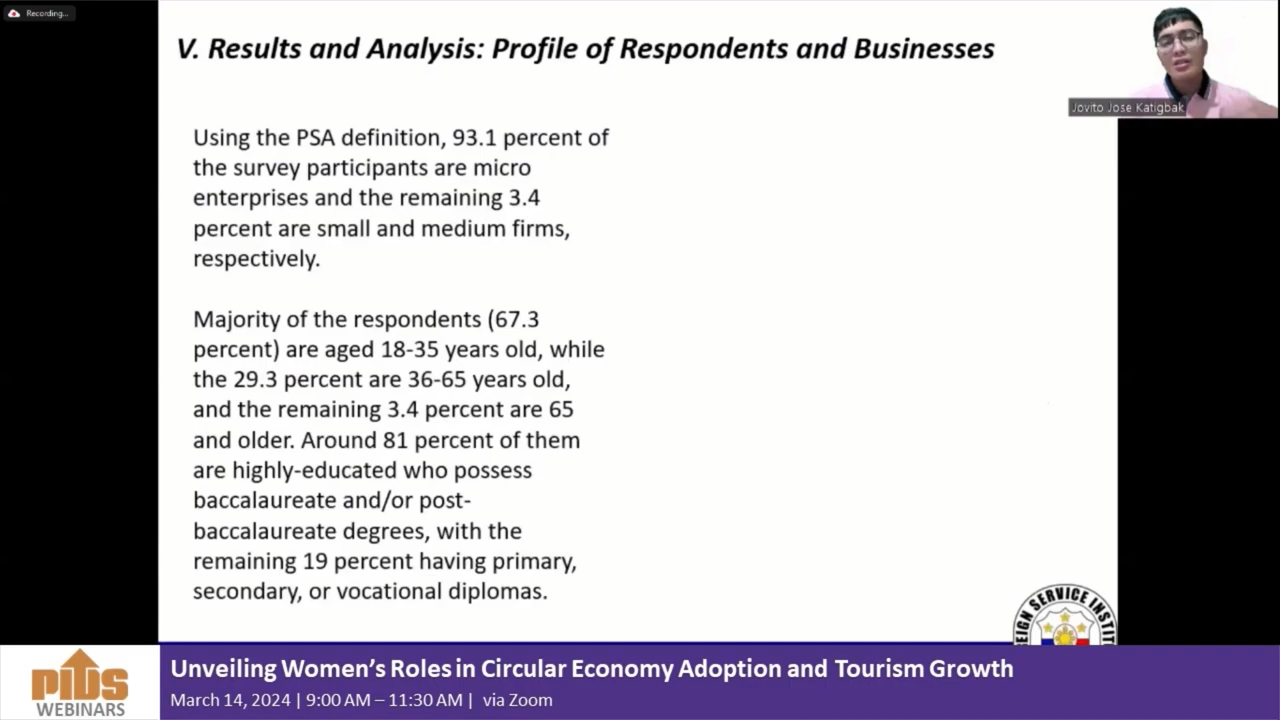 Recording...
V. Results and Analysis: Profile of Respondents and Businesses
Jovito Jose Katigbak
Using the PSA definition, 93.1 percent of
the survey participants are micro
enterprises and the remaining 3.4
percent are small and medium firms,
respectively.
Majority of the respondents (67.3
percent) are aged 18-35 years old, while
the 29.3 percent are 36-65 years old,
and the remaining 3.4 percent are 65
and older. Around 81 percent of them
are highly-educated who possess
baccalaureate and/or post-
baccalaureate degrees, with the
remaining 19 percent having primary,
secondary, or vocational diplomas.
EIGN SERVICE INSTIT
PIDS
WEBINARS
Unveiling Women's Roles in Circular Economy Adoption and Tourism Growth
March 14, 2024 | 9:00 AM – 11:30 AM | via Zoom